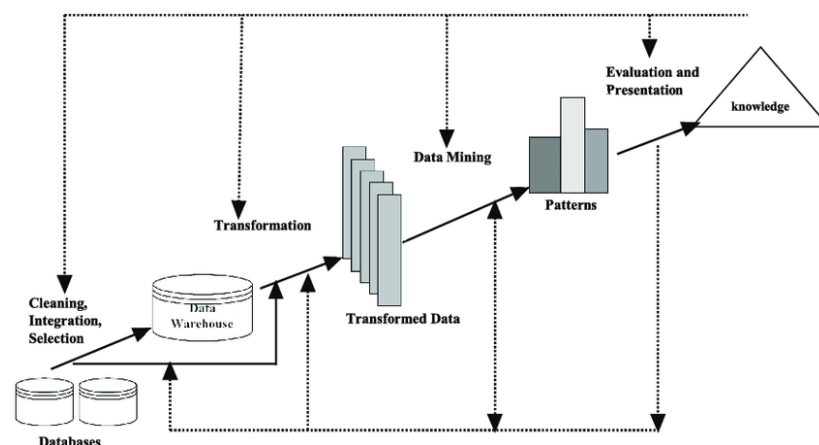 Evaluation and
Presentation
knowledge
Data Mining
Patterns
Transformation
Transformed Data
Data
Warehouse
Cleaning,
Integration,
Selection
Databases